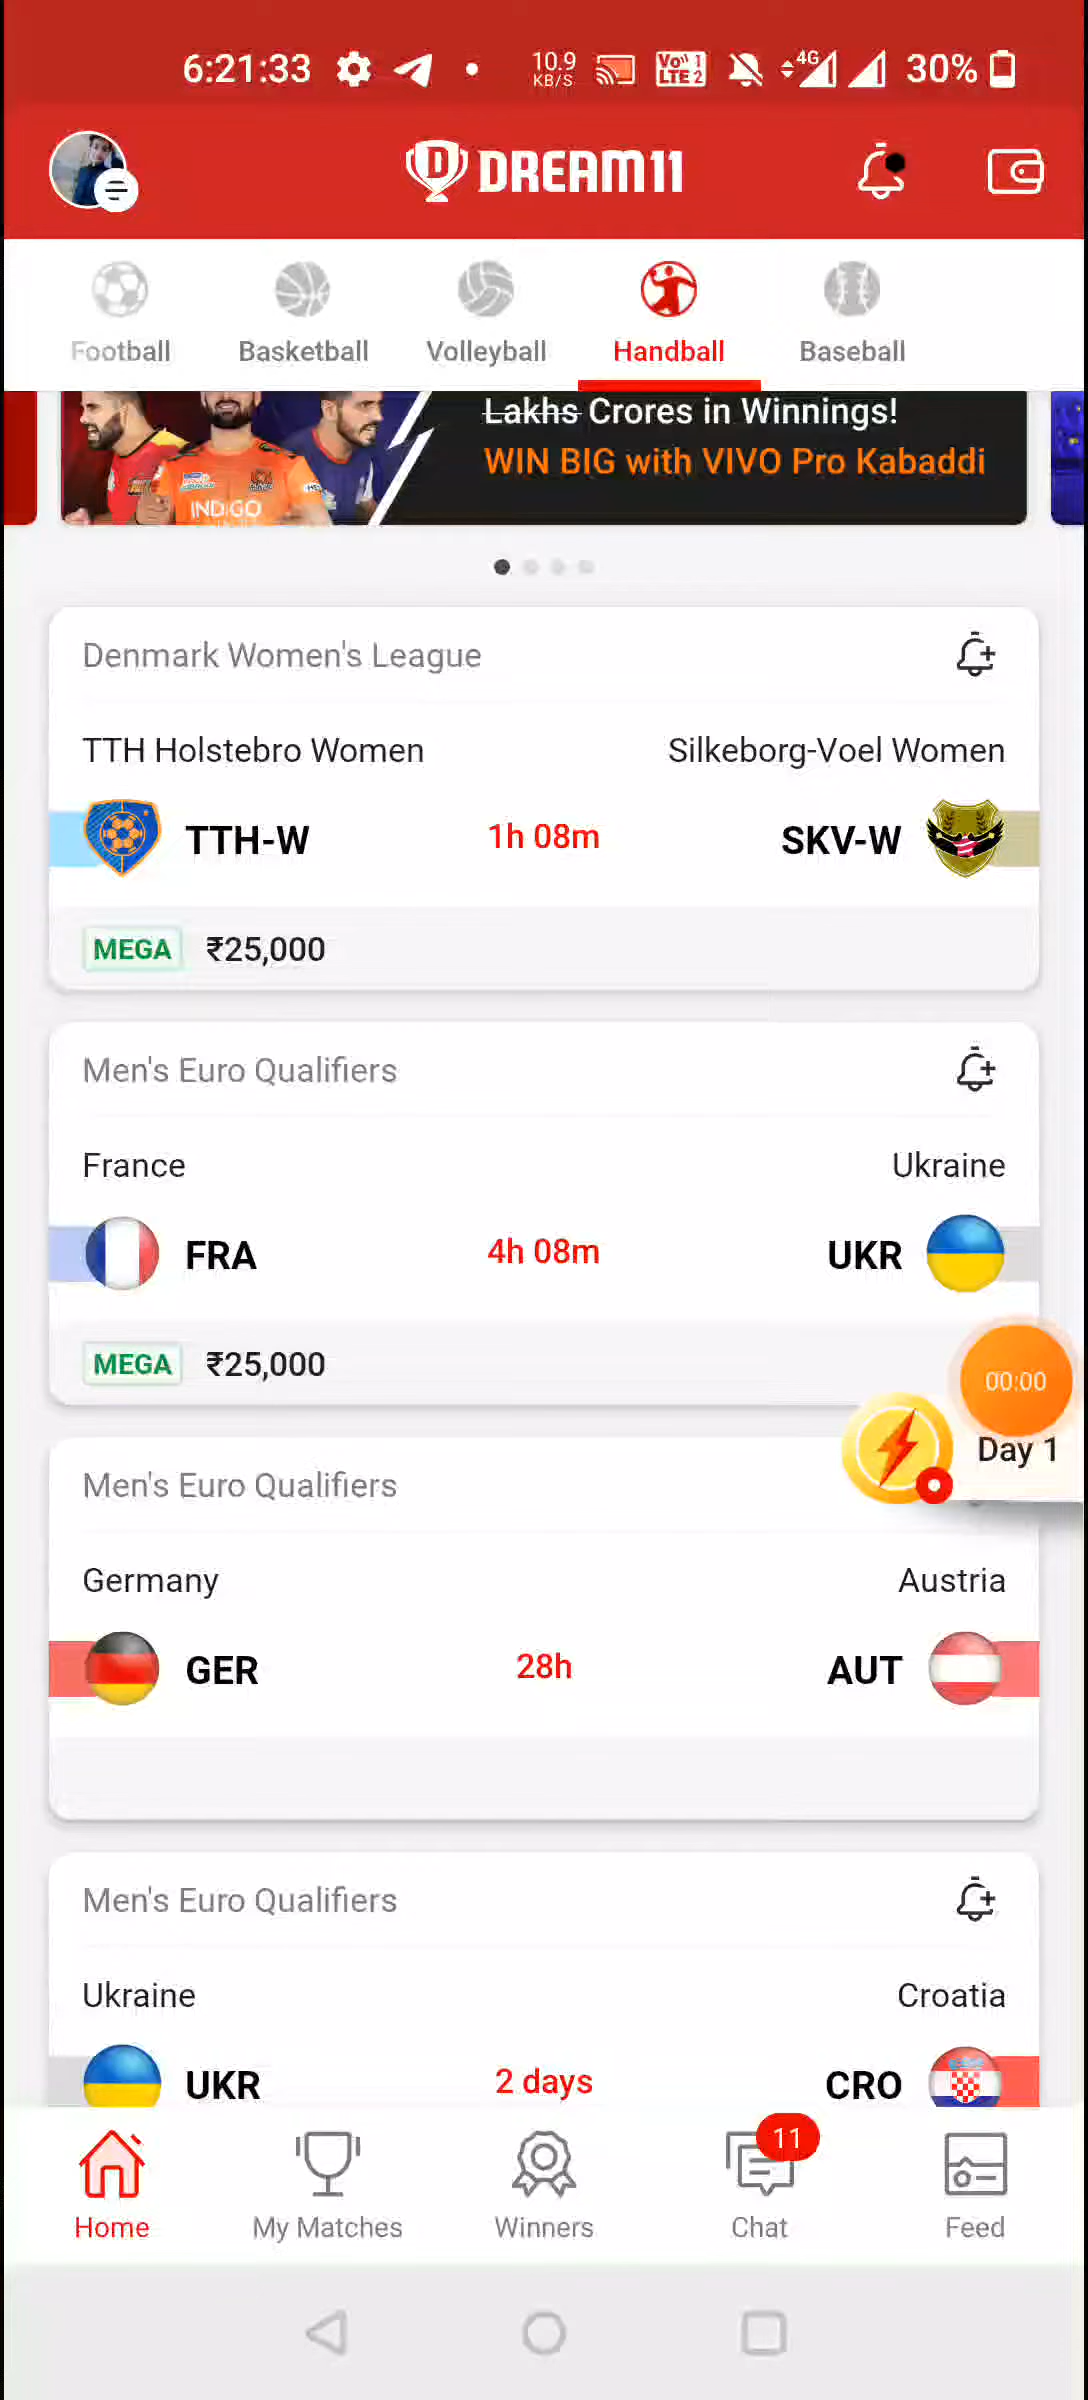 6:21:33 10.9 KB/S Vo)) 1 LTE 2 4G 30%
DREAM11
Football Basketball Volleyball Handball Baseball
Lakhs Crores in Winnings!
WIN BIG with VIVO Pro Kabaddi
INDIGO
Denmark Women's League
TTH Holstebro Women Silkeborg-Voel Women
TTH-W 1h 08m SKV-W
MEGA ₹25,000
Men's Euro Qualifiers
France Ukraine
FRA 4h 08m UKR
MEGA ₹25,000
00:00
Day 1
Men's Euro Qualifiers
Germany Austria
GER 28h AUT
Men's Euro Qualifiers
Ukraine Croatia
UKR 2 days CRO
11
Home My Matches Winners Chat Feed